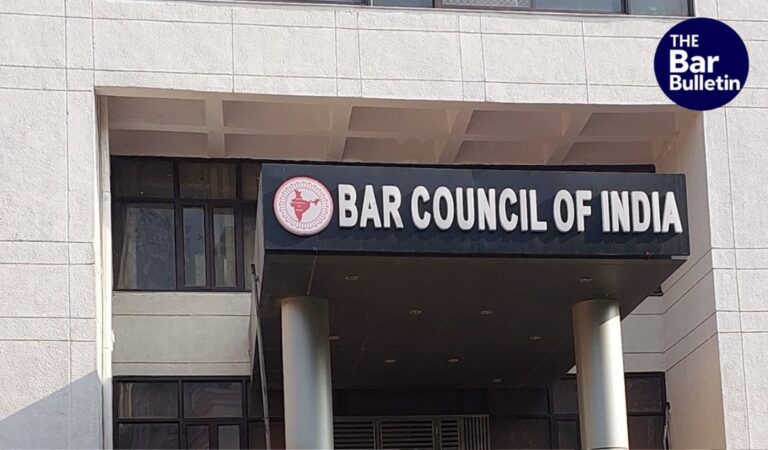 THE
Bar
Bulletin
BAR COUNCIL OF INDIA